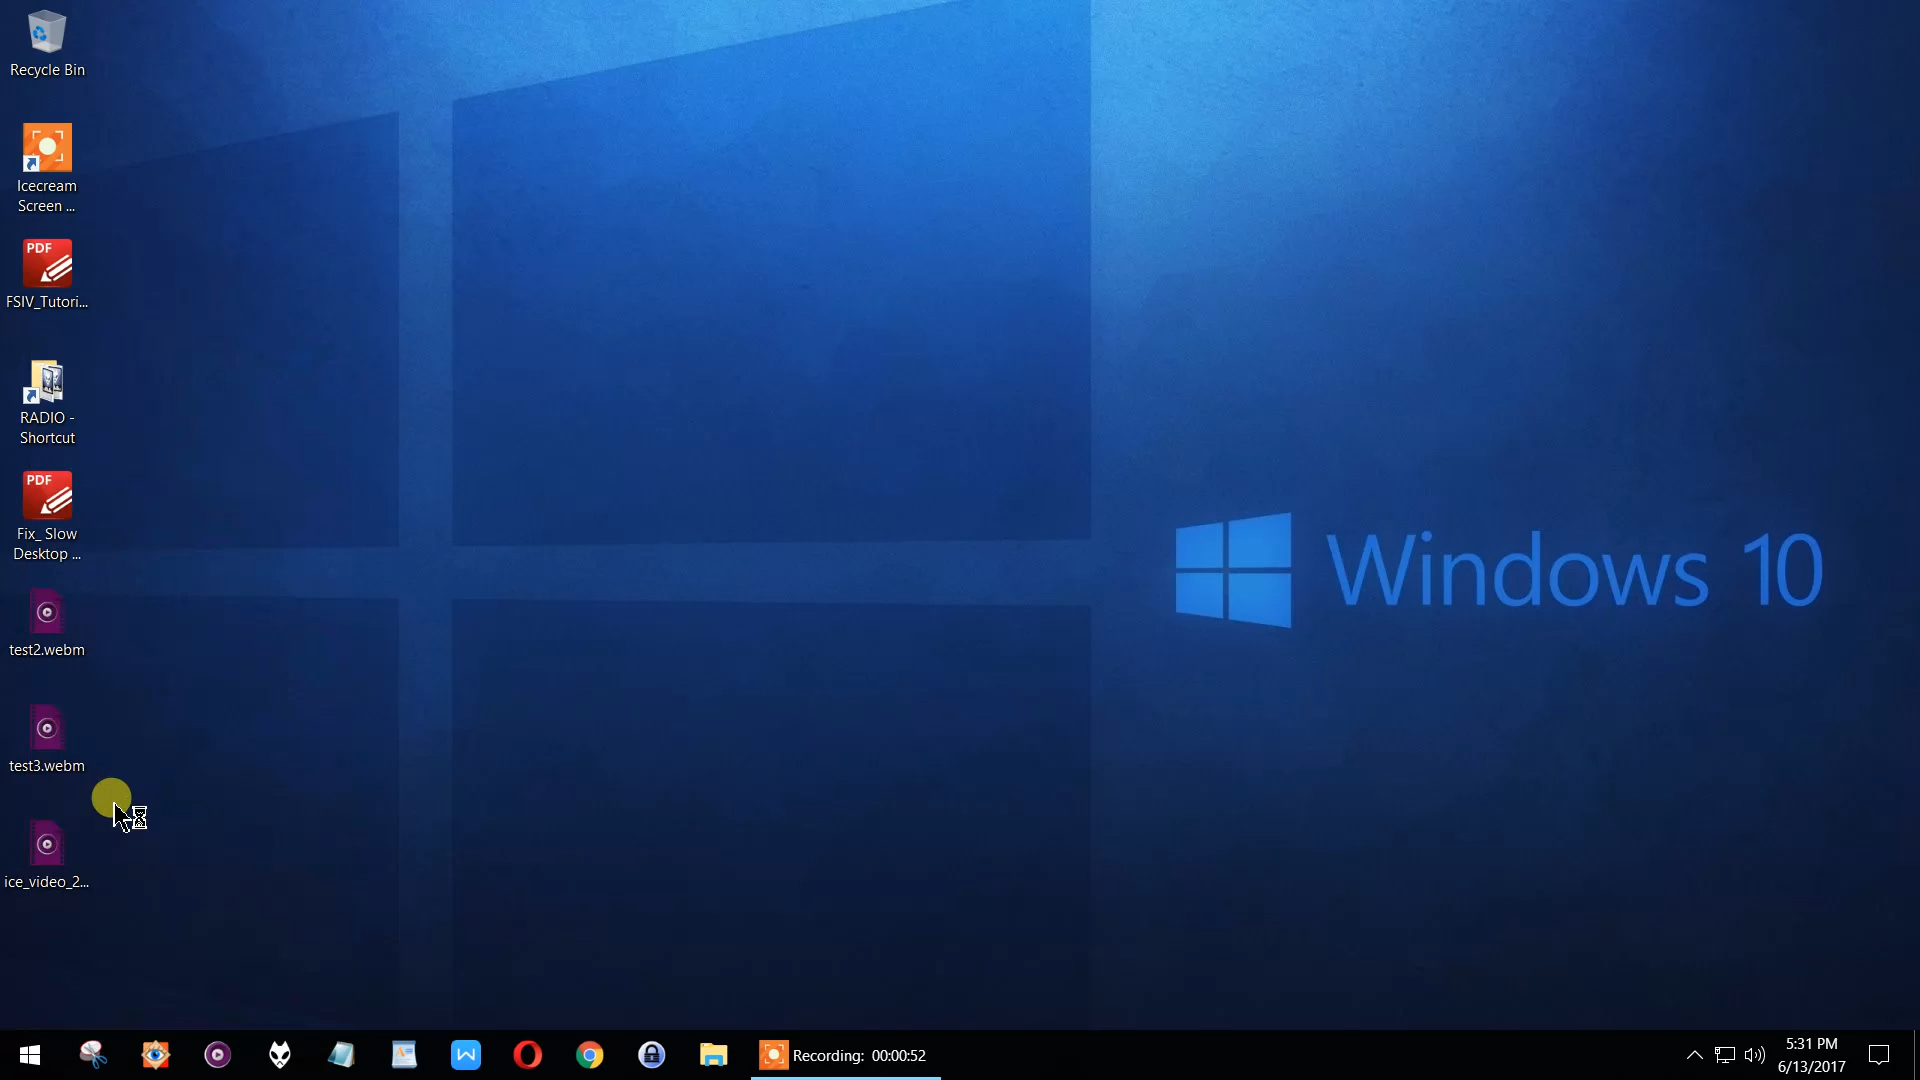 Recycle Bin
Icecream
Screen ...
PDF
FSIV_Tutori...
RADIO -
Shortcut
PDF
Fix_ Slow
Desktop ...
test2.webm
test3.webm
ice_video_2...
Windows 10
W
Recording: 00:00:52
5:31 PM
6/13/2017